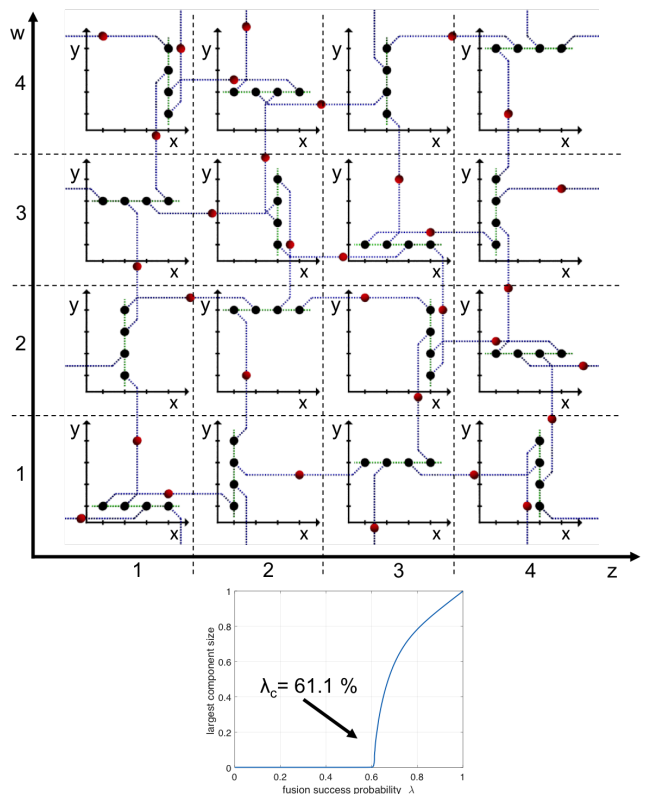 w
4
y
x
y
x
y
x
y
x
3
y
x
y
x
y
x
y
x
2
y
x
y
x
y
x
y
x
1
y
x
y
x
y
x
y
x
1 2 3 4 z
1
0.8
0.6
0.4
0.2
0
largest component size
λc= 61.1 %
0 0.2 0.4 0.6 0.8 1
fusion success probability λ